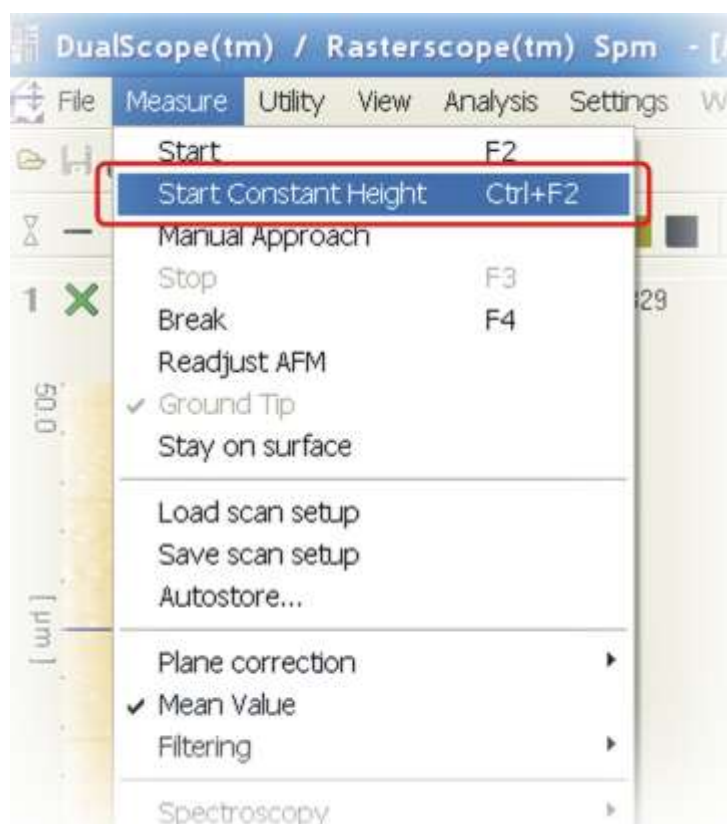 DualScope(tm) / Rasterscope(tm) Spm - [
File Measure Utility View Analysis Settings W
Start F2
Start Constant Height Ctrl+F2
Manual Approach
Stop F3
1 29
Break F4
Readjust AFM
50.0
Ground Tip
Stay on surface
Load scan setup
Save scan setup
Autostore...
[µm]
Plane correction
Mean Value
Filtering
Spectroscopy